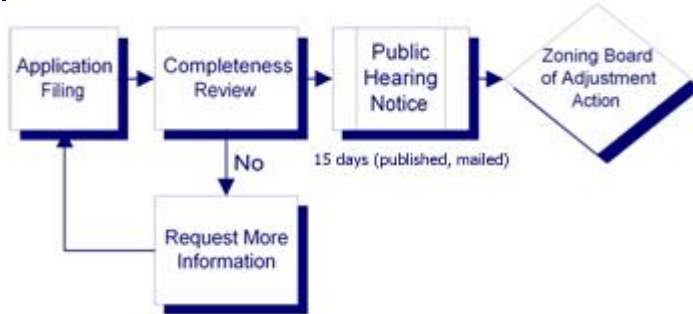 Application
Filing
Completeness
Review
Public
Hearing
Notice
Zoning Board
of Adjustment
Action
No
15 days (published, mailed)
Request More
Information